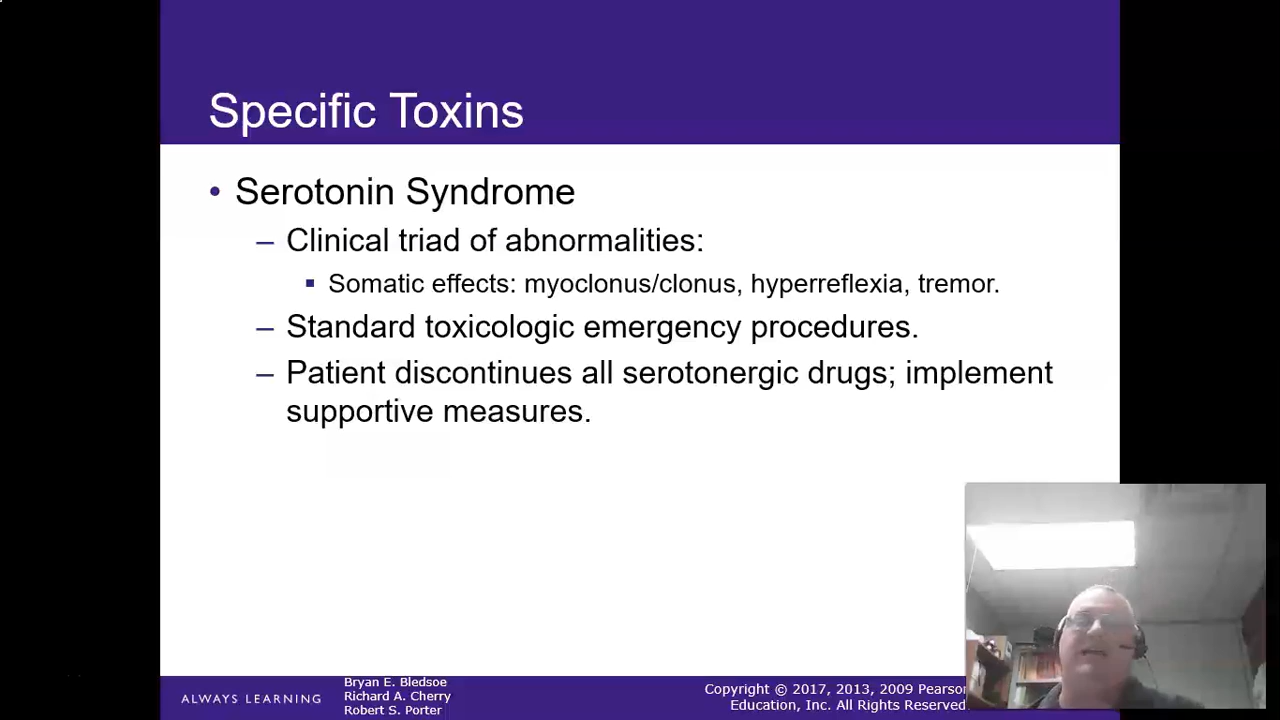 Specific Toxins
• Serotonin Syndrome
– Clinical triad of abnormalities:
▪ Somatic effects: myoclonus/clonus, hyperreflexia, tremor.
– Standard toxicologic emergency procedures.
– Patient discontinues all serotonergic drugs; implement
supportive measures.
ALWAYS LEARNING
Bryan E. Bledsoe
Richard A. Cherry
Robert S. Porter
Copyright © 2017, 2013, 2009 Pearson
Education, Inc. All Rights Reserved